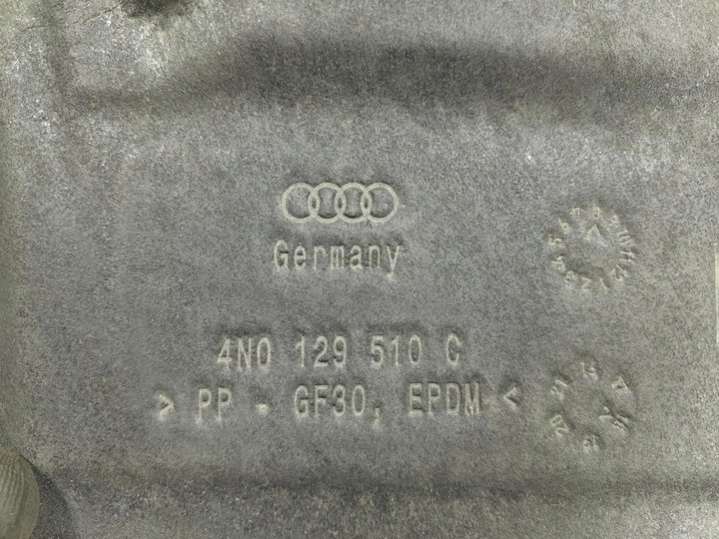 Germany
4N0 129 510 C
> PP - GF30, EPDM <